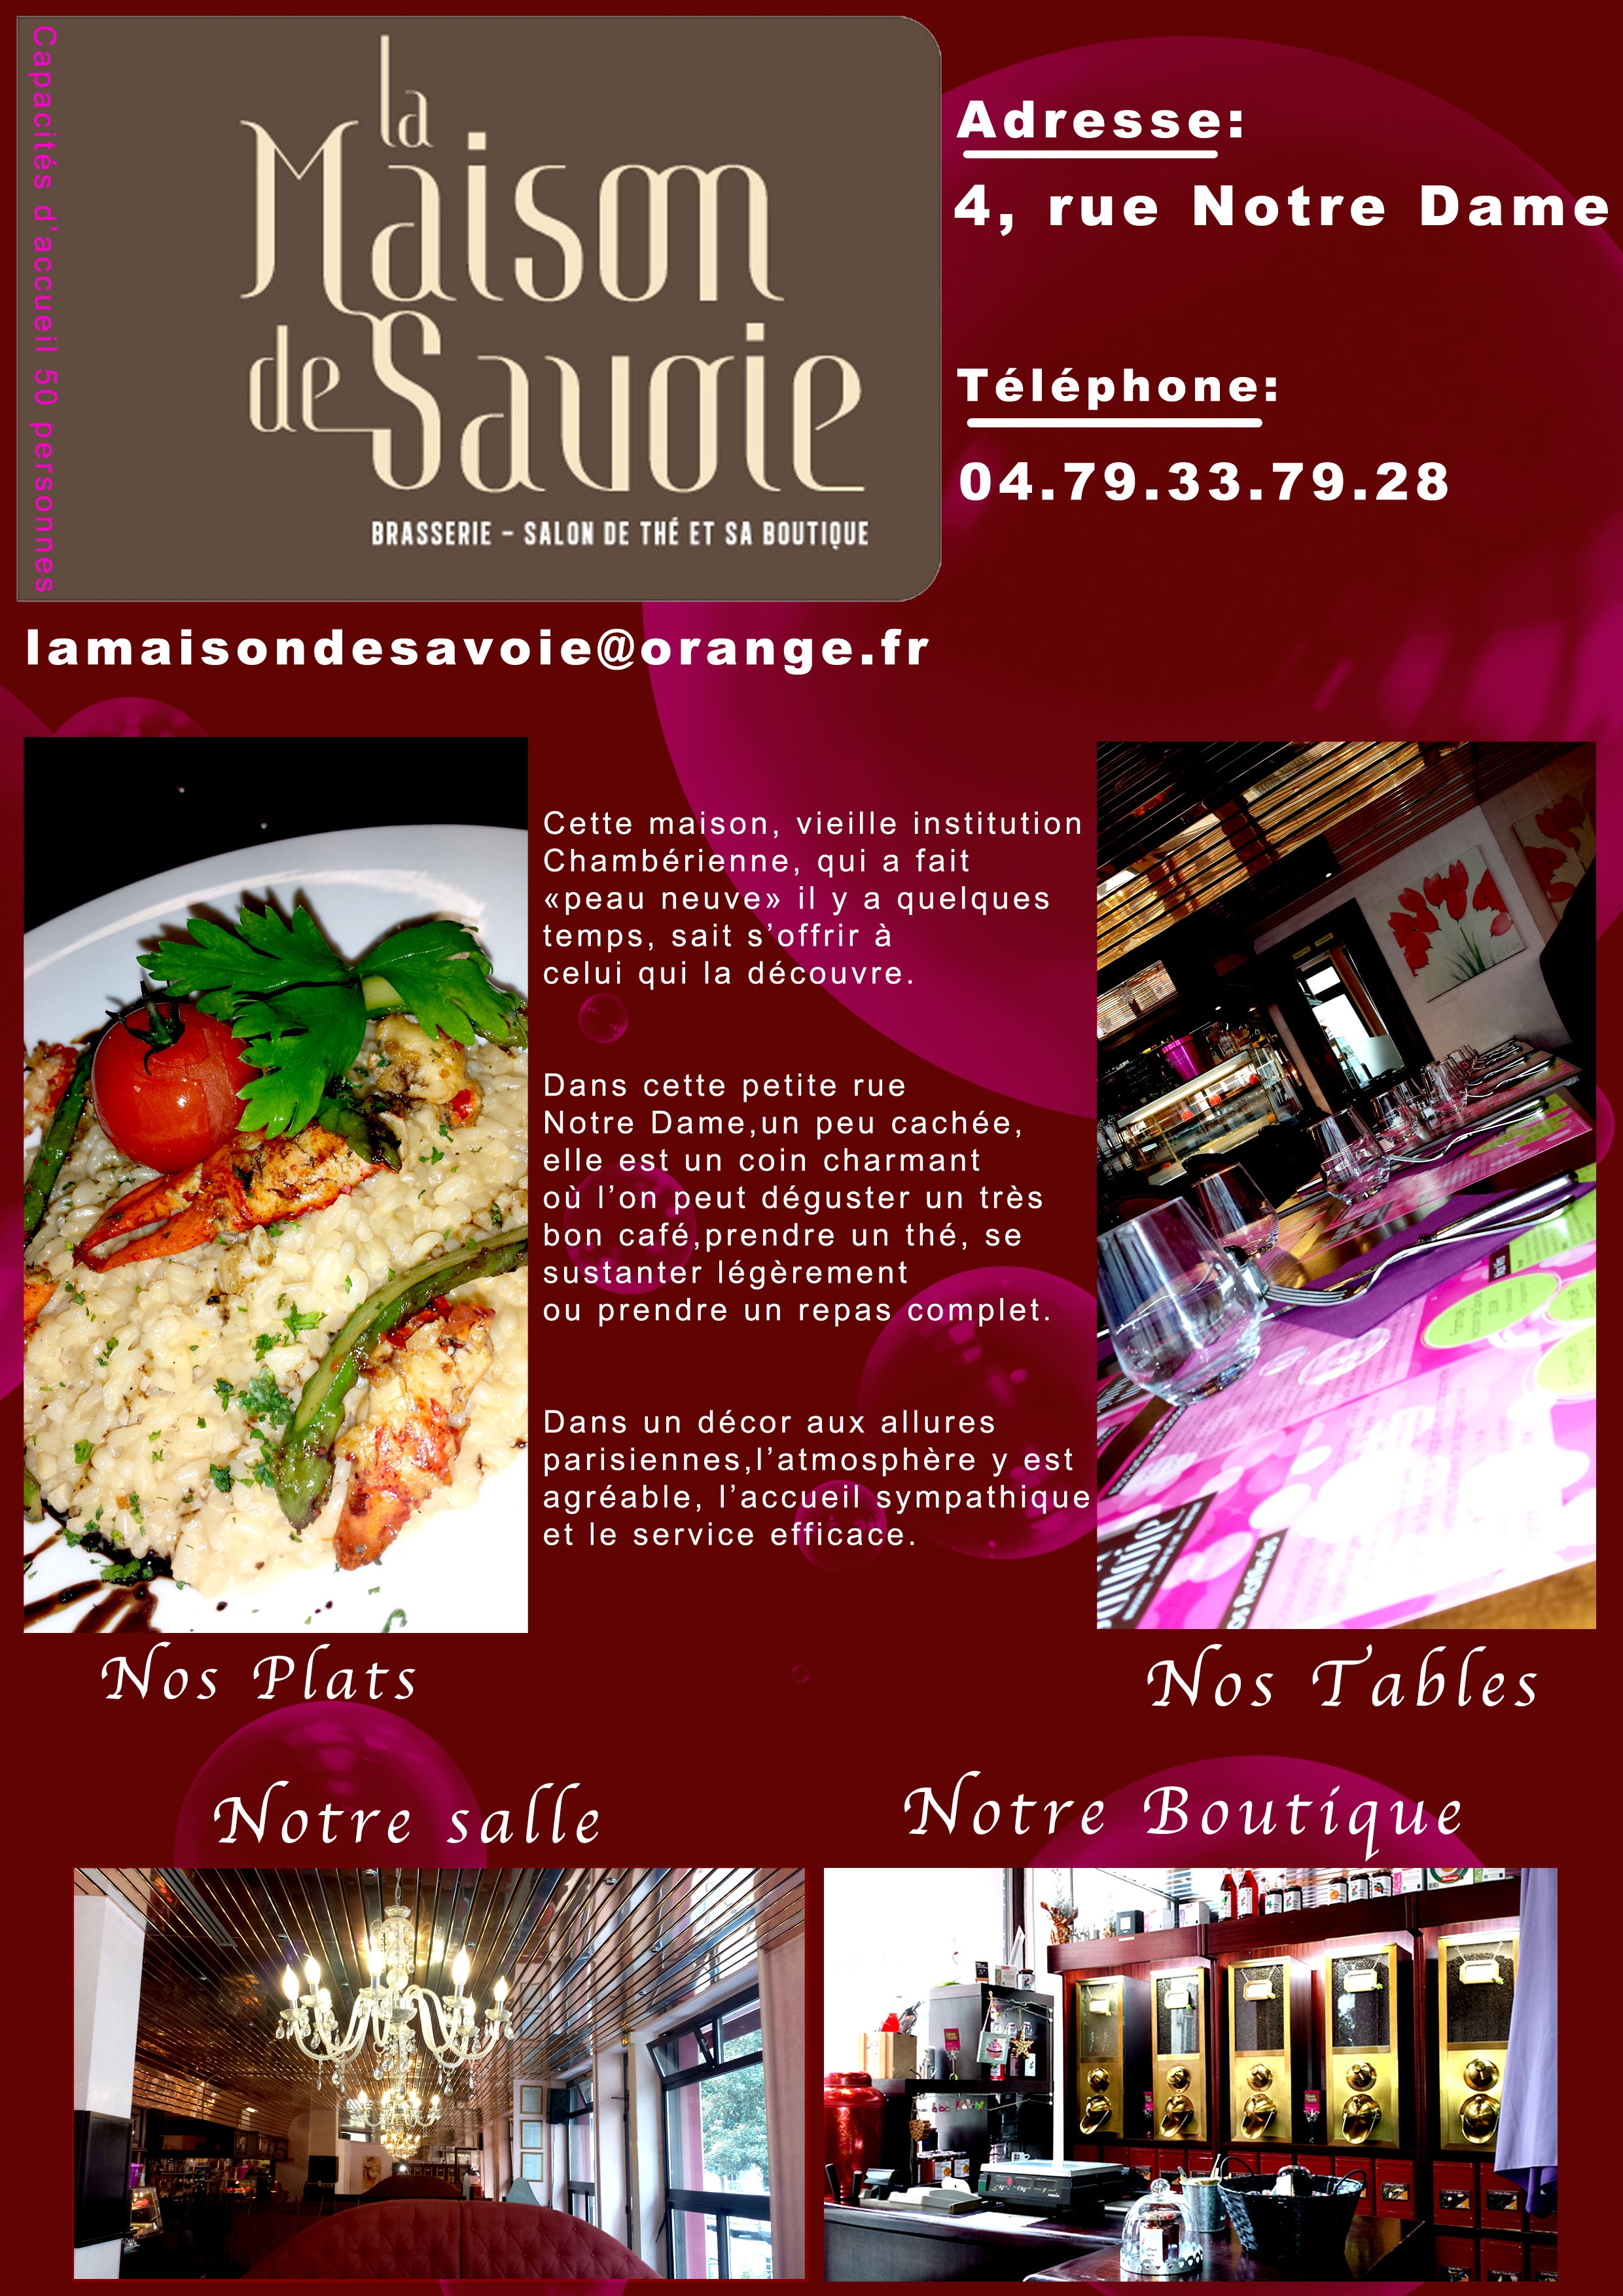 Capacités d'accueil 50 personnes
la
Maison
de Savoie
BRASSERIE – SALON DE THÉ ET SA BOUTIQUE
Adresse:
4, rue Notre Dame
Téléphone:
04.79.33.79.28
lamaisondesavoie@orange.fr
Cette maison, vieille institution
Chambérienne, qui a fait
«peau neuve» il y a quelques
temps, sait s’offrir à
celui qui la découvre.
Dans cette petite rue
Notre Dame,un peu cachée,
elle est un coin charmant
où l’on peut déguster un très
bon café,prendre un thé, se
sustanter légèrement
ou prendre un repas complet.
Dans un décor aux allures
parisiennes,l’atmosphère y est
agréable, l’accueil sympathique
et le service efficace.
Nos Plats
Nos Tables
Notre salle
Notre Boutique